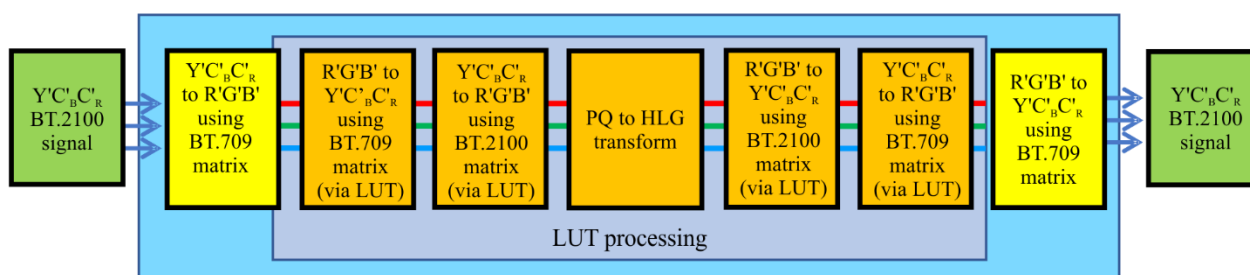 Y'C'BC'R
BT.2100
signal
Y'C'BC'R
to R'G'B'
using
BT.709
matrix
R'G'B' to
Y'C'BC'R
using
BT.709
matrix
(via LUT)
Y'C'BC'R
to R'G'B'
using
BT.2100
matrix
(via LUT)
PQ to HLG
transform
R'G'B' to
Y'C'BC'R
using
BT.2100
matrix
(via LUT)
Y'C'BC'R
to R'G'B'
using
BT.709
matrix
(via LUT)
R'G'B' to
Y'C'BC'R
using
BT.709
matrix
Y'C'BC'R
BT.2100
signal
LUT processing